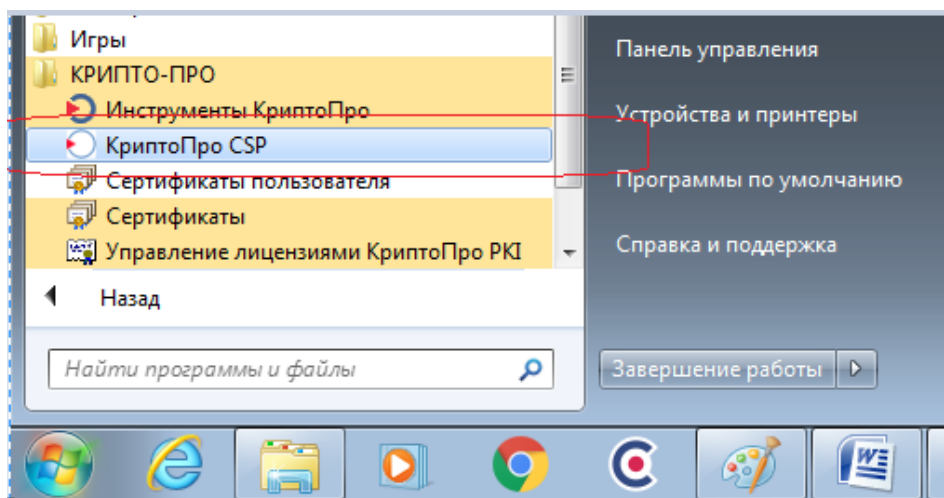 Игры
КРИПТО-ПРО
Инструменты КриптоПро
КриптоПро CSP
Сертификаты пользователя
Сертификаты
Управление лицензиями КриптоПро PKI
Назад
Найти программы и файлы
Панель управления
Устройства и принтеры
Программы по умолчанию
Справка и поддержка
Завершение работы